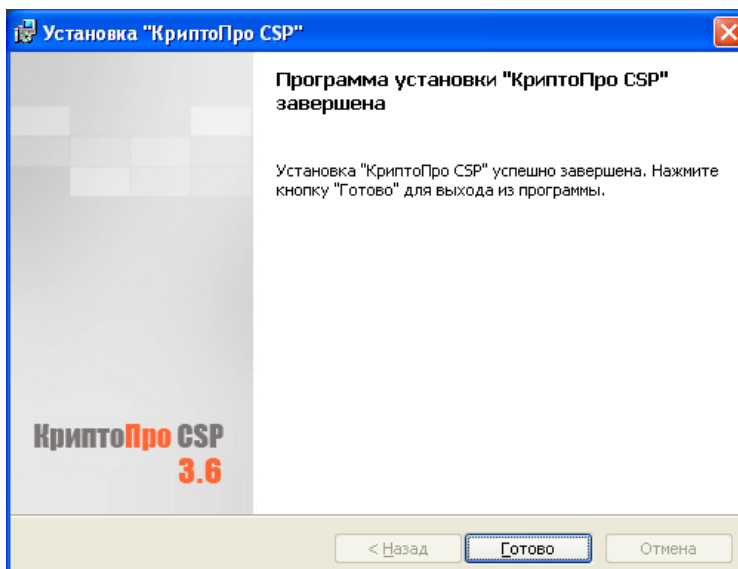 Установка "КриптоПро CSP"
Программа установки "КриптоПро CSP"
завершена
Установка "КриптоПро CSP" успешно завершена. Нажмите
кнопку "Готово" для выхода из программы.
КриптоПро CSP
3.6
< Назад
Готово
Отмена